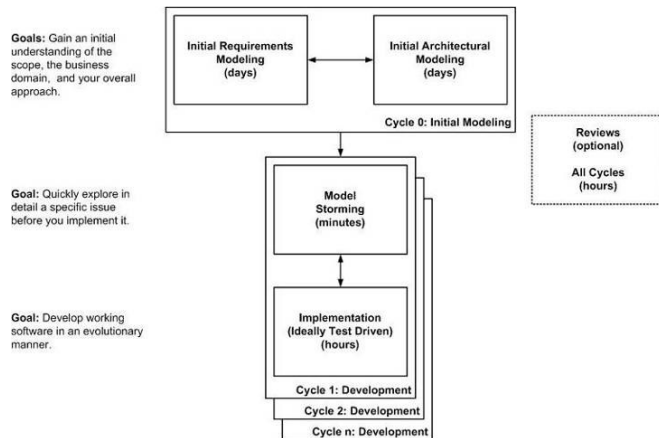 Goals: Gain an initial
understanding of the
scope, the business
domain,  and your overall
approach.
Initial Requirements
Modeling
(days)
Initial Architectural
Modeling
(days)
Cycle 0: Initial Modeling
Reviews
(optional)
All Cycles
(hours)
Goal: Quickly explore in
detail a specific issue
before you implement it.
Model
Storming
(minutes)
Goal: Develop working
software in an evolutionary
manner.
Implementation
(Ideally Test Driven)
(hours)
Cycle 1: Development
Cycle 2: Development
Cycle n: Development